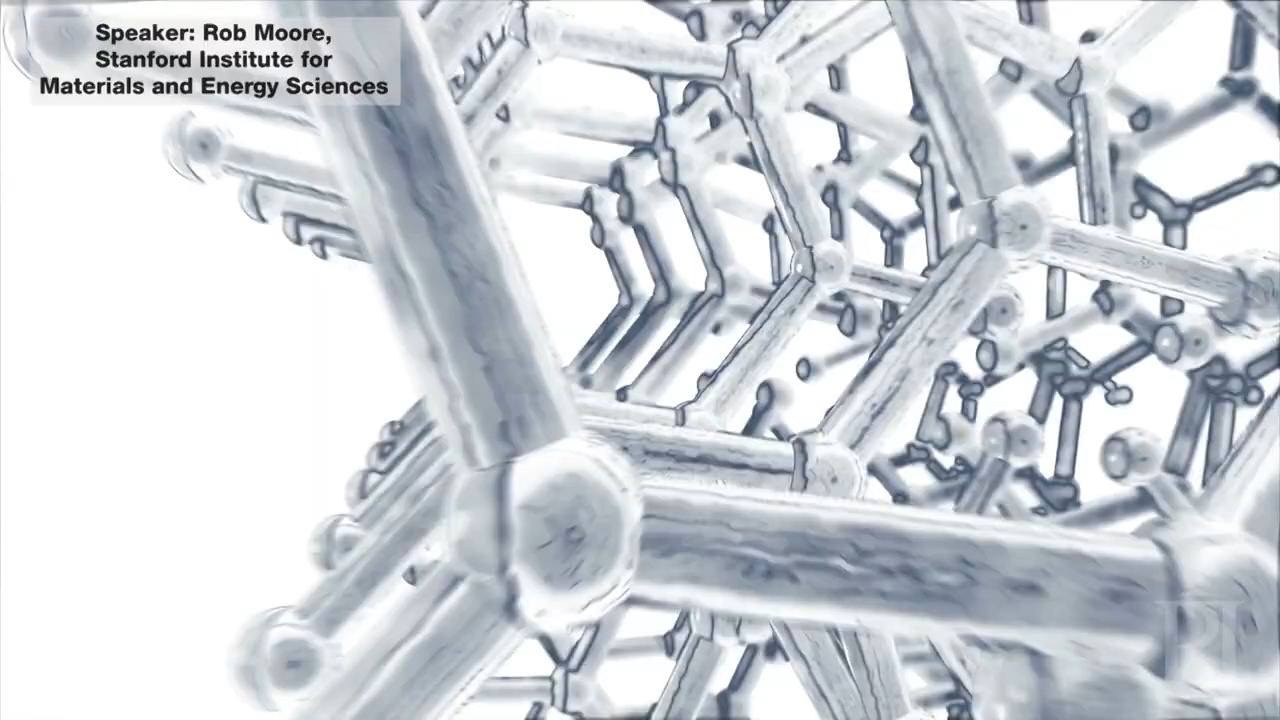 Speaker: Rob Moore,
Stanford Institute for
Materials and Energy Sciences